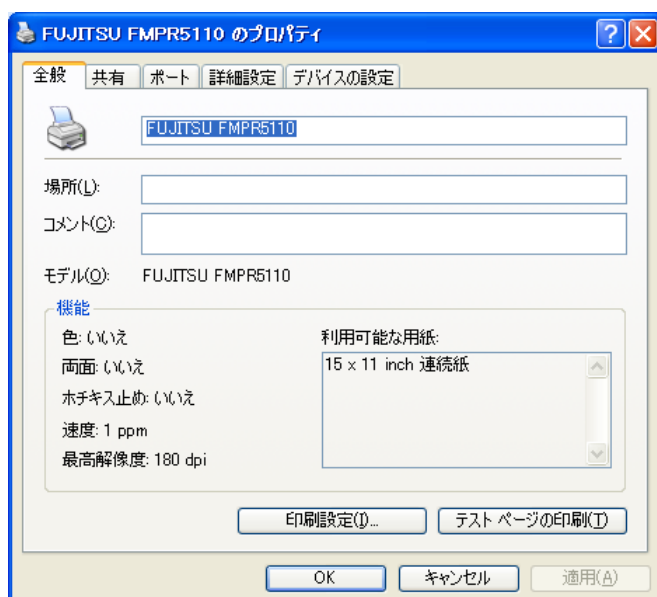 FUJITSU FMPR5110 のプロパティ
全般 共有 ポート 詳細設定 デバイスの設定
FUJITSU FMPR5110
場所(L):
コメント(C):
モデル(O): FUJITSU FMPR5110
機能
色: いいえ
両面: いいえ
ホチキス止め: いいえ
速度: 1 ppm
最高解像度: 180 dpi
利用可能な用紙:
15 x 11 inch 連続紙
印刷設定(I)... テスト ページの印刷(T)
OK キャンセル 適用(A)